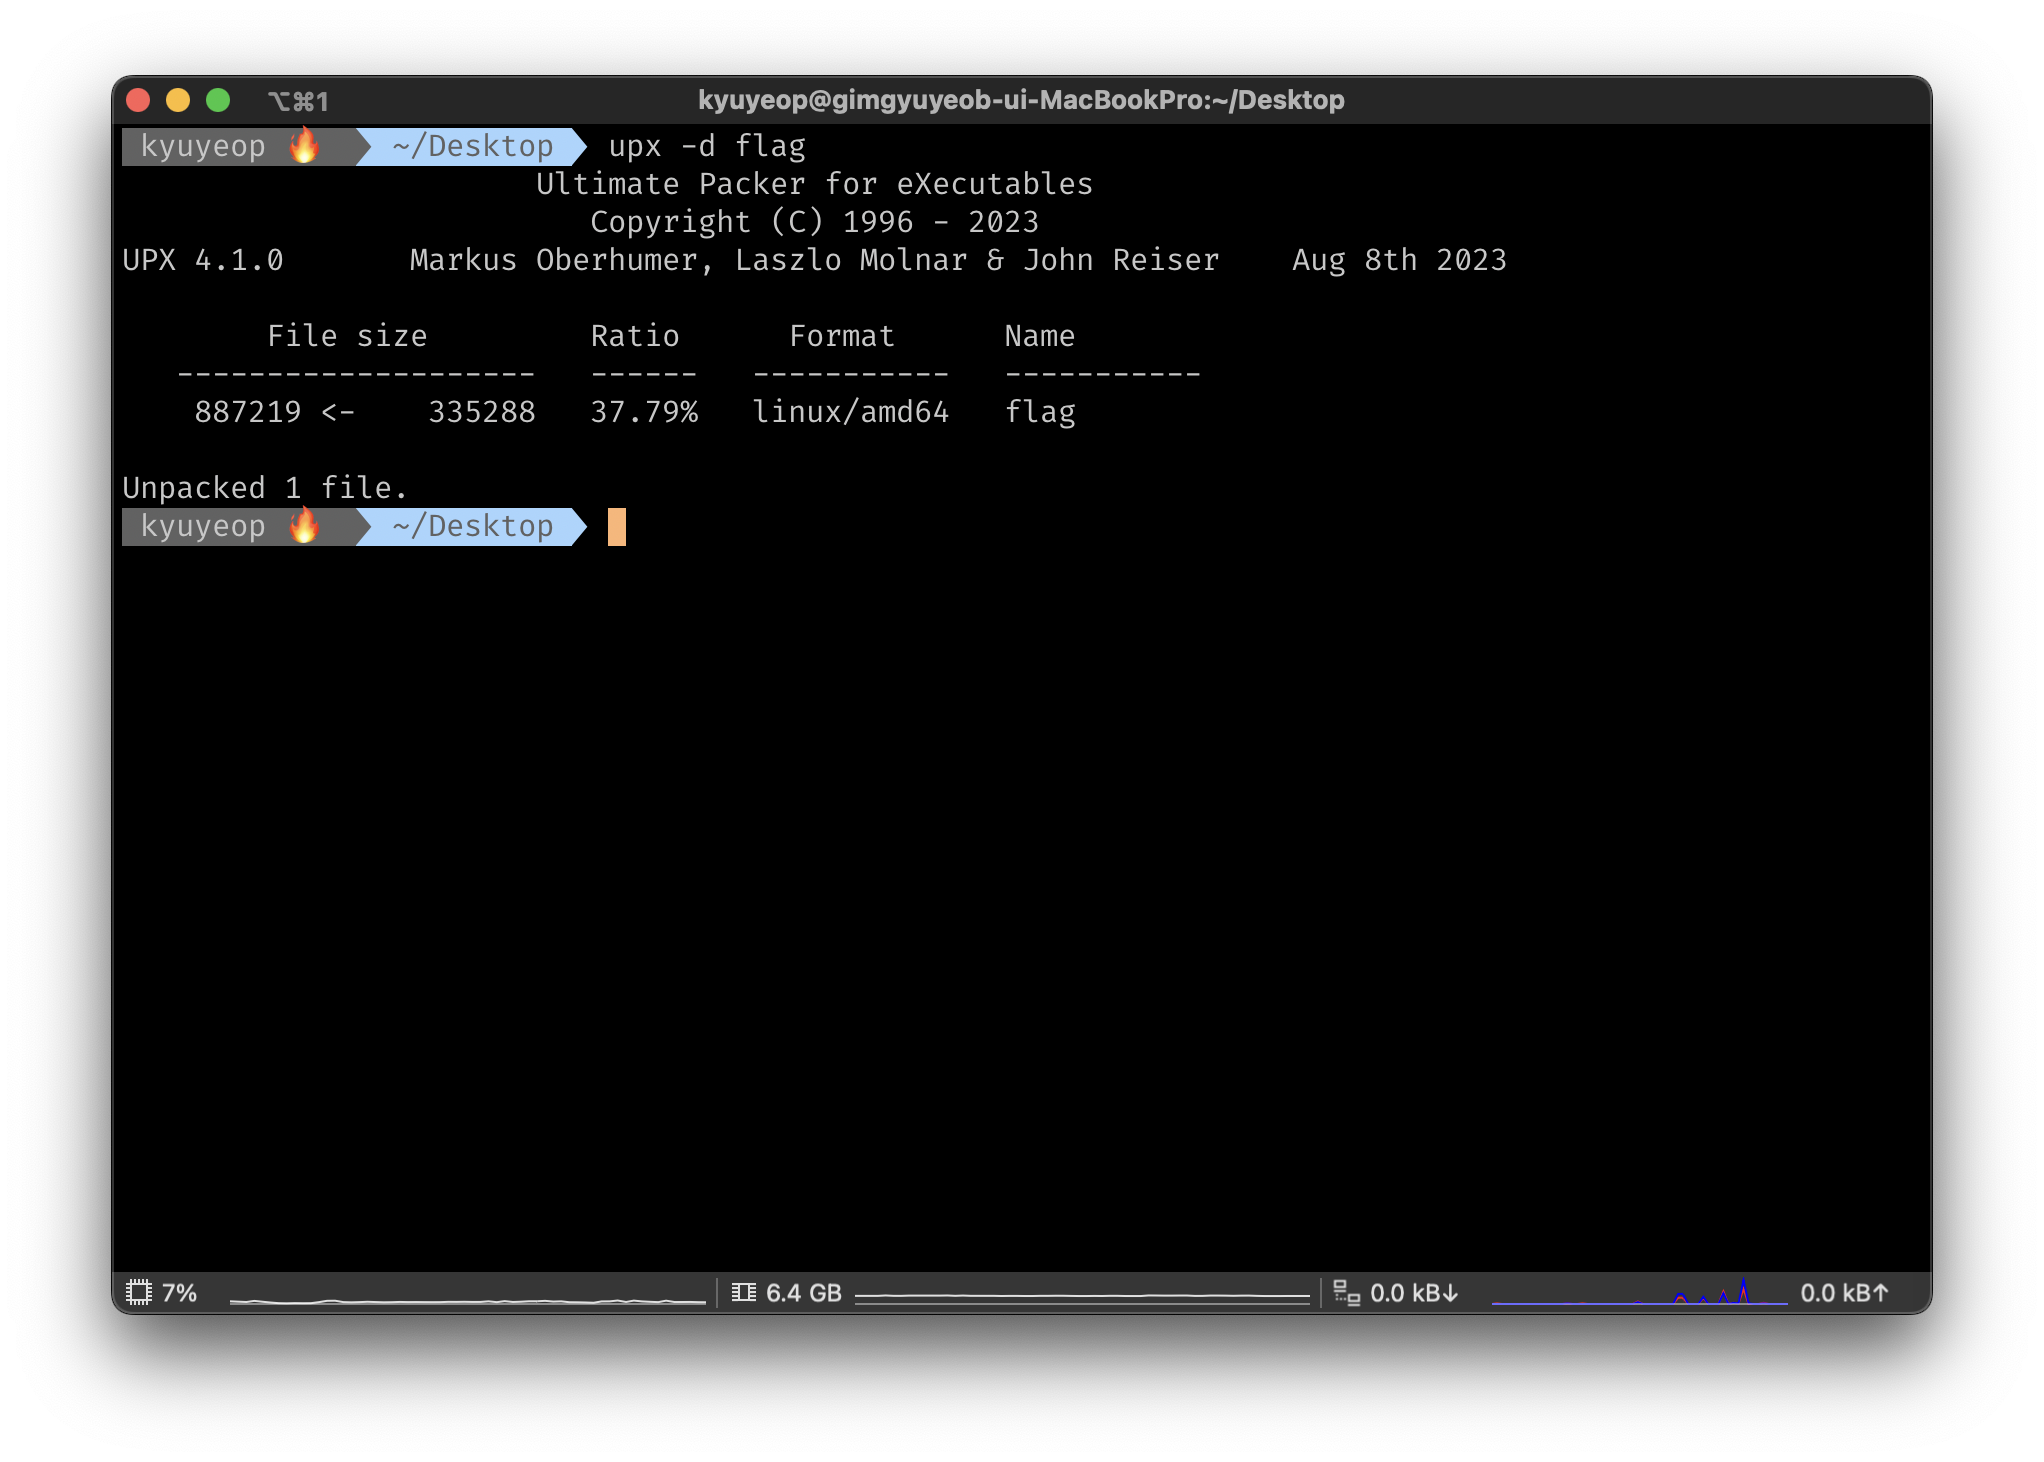 ⌥⌘1 kyuyeop@gimgyuyeob-ui-MacBookPro:~/Desktop
kyuyeop 🔥 ~/Desktop upx -d flag
Ultimate Packer for eXecutables
Copyright (C) 1996 - 2023
UPX 4.1.0 Markus Oberhumer, Laszlo Molnar & John Reiser Aug 8th 2023
File size Ratio Format Name
-------------------- ------ ----------- -----------
887219 <- 335288 37.79% linux/amd64 flag
Unpacked 1 file.
kyuyeop 🔥 ~/Desktop
7% 6.4 GB 0.0 kB↓ 0.0 kB↑